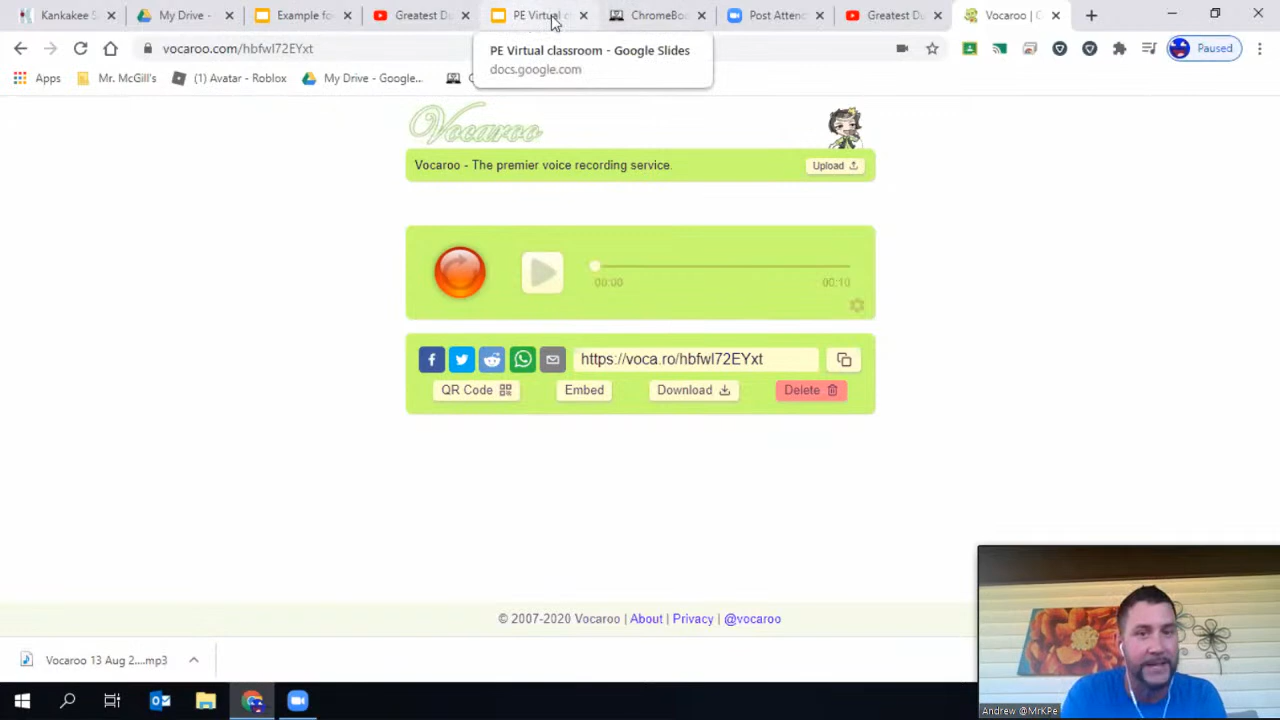 Kankakee S
My Drive -
Example fo
Greatest D
PE Virtual c
ChromeBo
Post Attenc
Greatest D
Vocaroo | C
vocaroo.com/hbfwl72EYxt
Paused
PE Virtual classroom - Google Slides
docs.google.com
Apps
Mr. McGill's
(1) Avatar - Roblox
My Drive - Google...
Vocaroo
Vocaroo - The premier voice recording service.
Upload
00:00
00:10
https://voca.ro/hbfwl72EYxt
QR Code
Embed
Download
Delete
© 2007-2020 Vocaroo | About | Privacy | @vocaroo
Vocaroo 13 Aug 2....mp3
Andrew @MrKPe